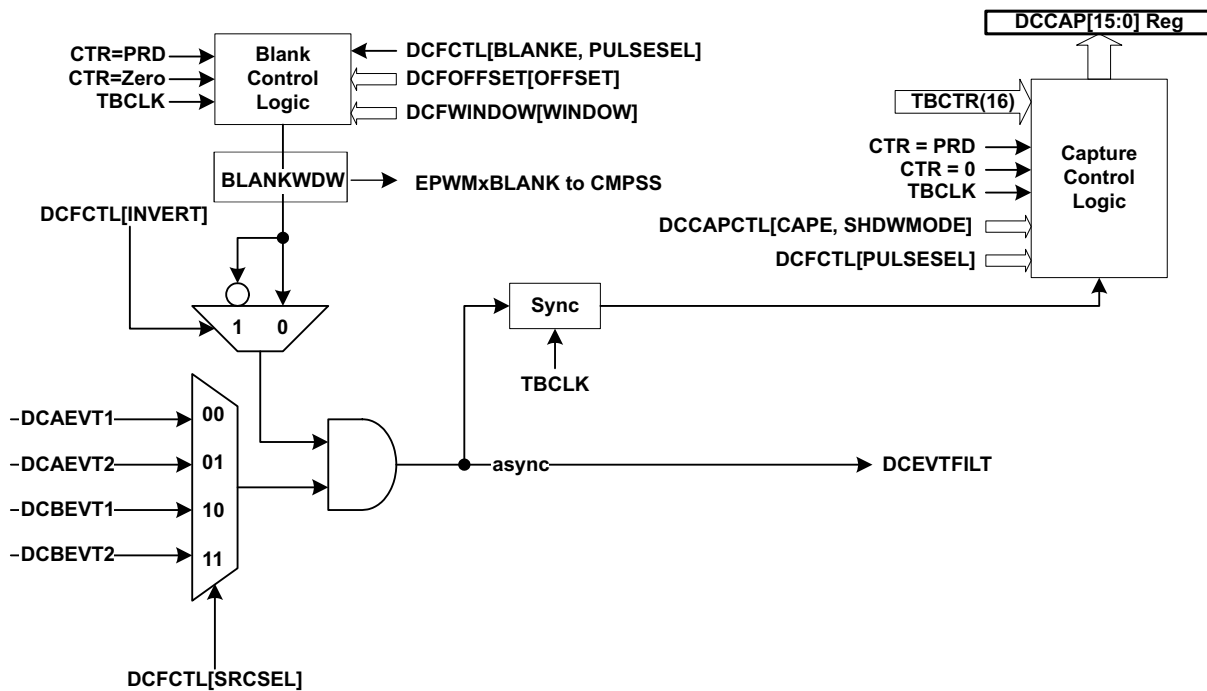 DCCAP[15:0] Reg
CTR=PRD
CTR=Zero
TBCLK
Blank
Control
Logic
DCFCTL[BLANKE, PULSESEL]
DCFOFFSET[OFFSET]
DCFWINDOW[WINDOW]
TBCTR(16)
CTR = PRD
CTR = 0
TBCLK
DCCAPCTL[CAPE, SHDWMODE]
DCFCTL[PULSESEL]
Capture
Control
Logic
BLANKWDW
EPWMxBLANK to CMPSS
DCFCTL[INVERT]
1 0
Sync
TBCLK
DCAEVT1
DCAEVT2
DCBEVT1
DCBEVT2
00
01
10
11
async
DCEVTFILT
DCFCTL[SRCSEL]